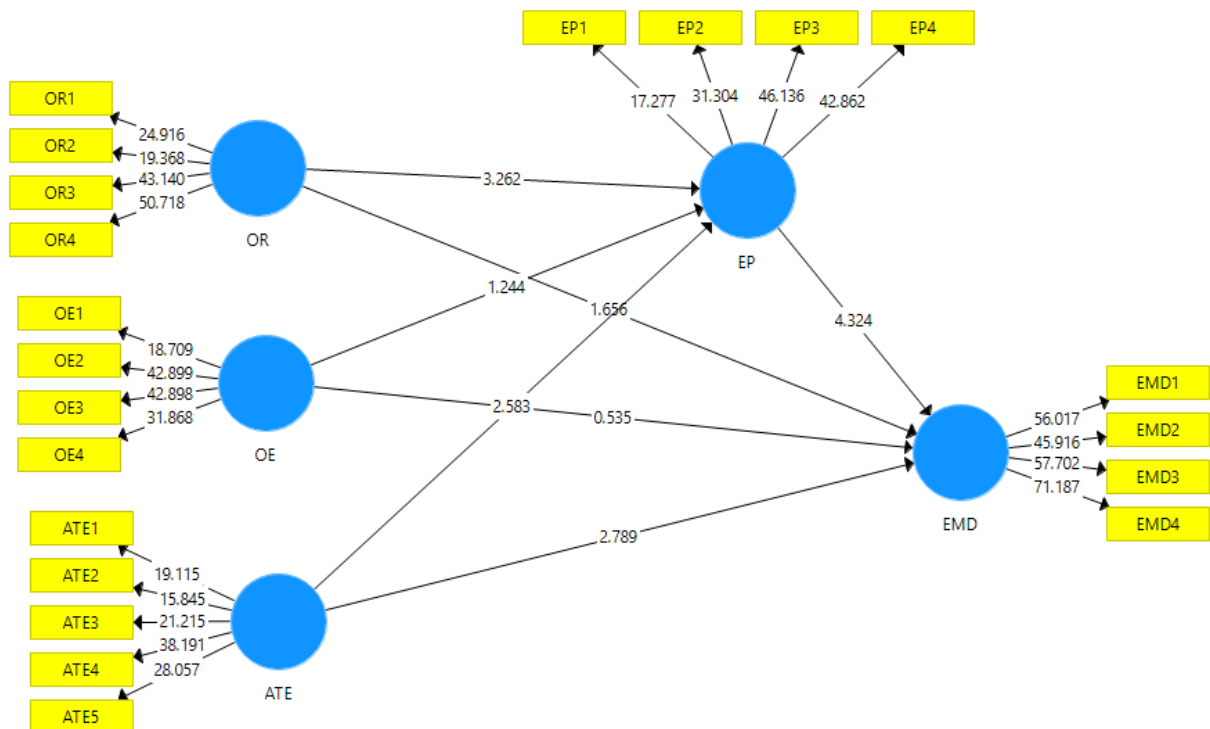 EP1
EP2
EP3
EP4
17.277
31.304
46.136
42.862
OR1
OR2
OR3
OR4
24.916
19.368
43.140
50.718
OR
3.262
EP
1.244
1.656
4.324
OE1
OE2
OE3
OE4
18.709
42.899
42.898
31.868
OE
2.583
0.535
EMD1
EMD2
EMD3
EMD4
56.017
45.916
57.702
71.187
EMD
ATE1
ATE2
ATE3
ATE4
ATE5
19.115
15.845
21.215
38.191
28.057
ATE
2.789